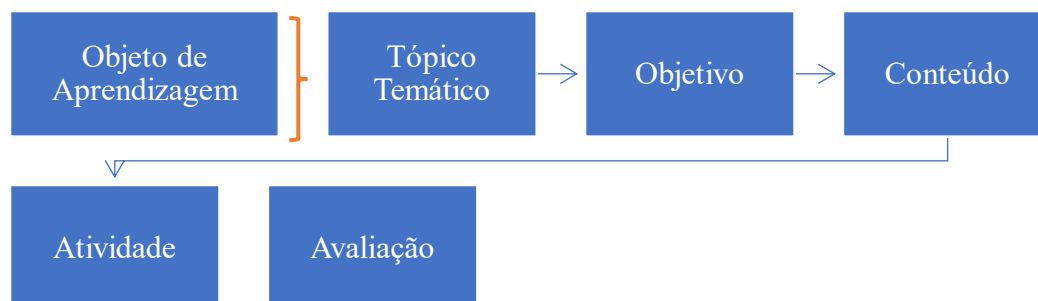 Objeto de
Aprendizagem
Tópico
Temático
Objetivo
Conteúdo
Atividade
Avaliação